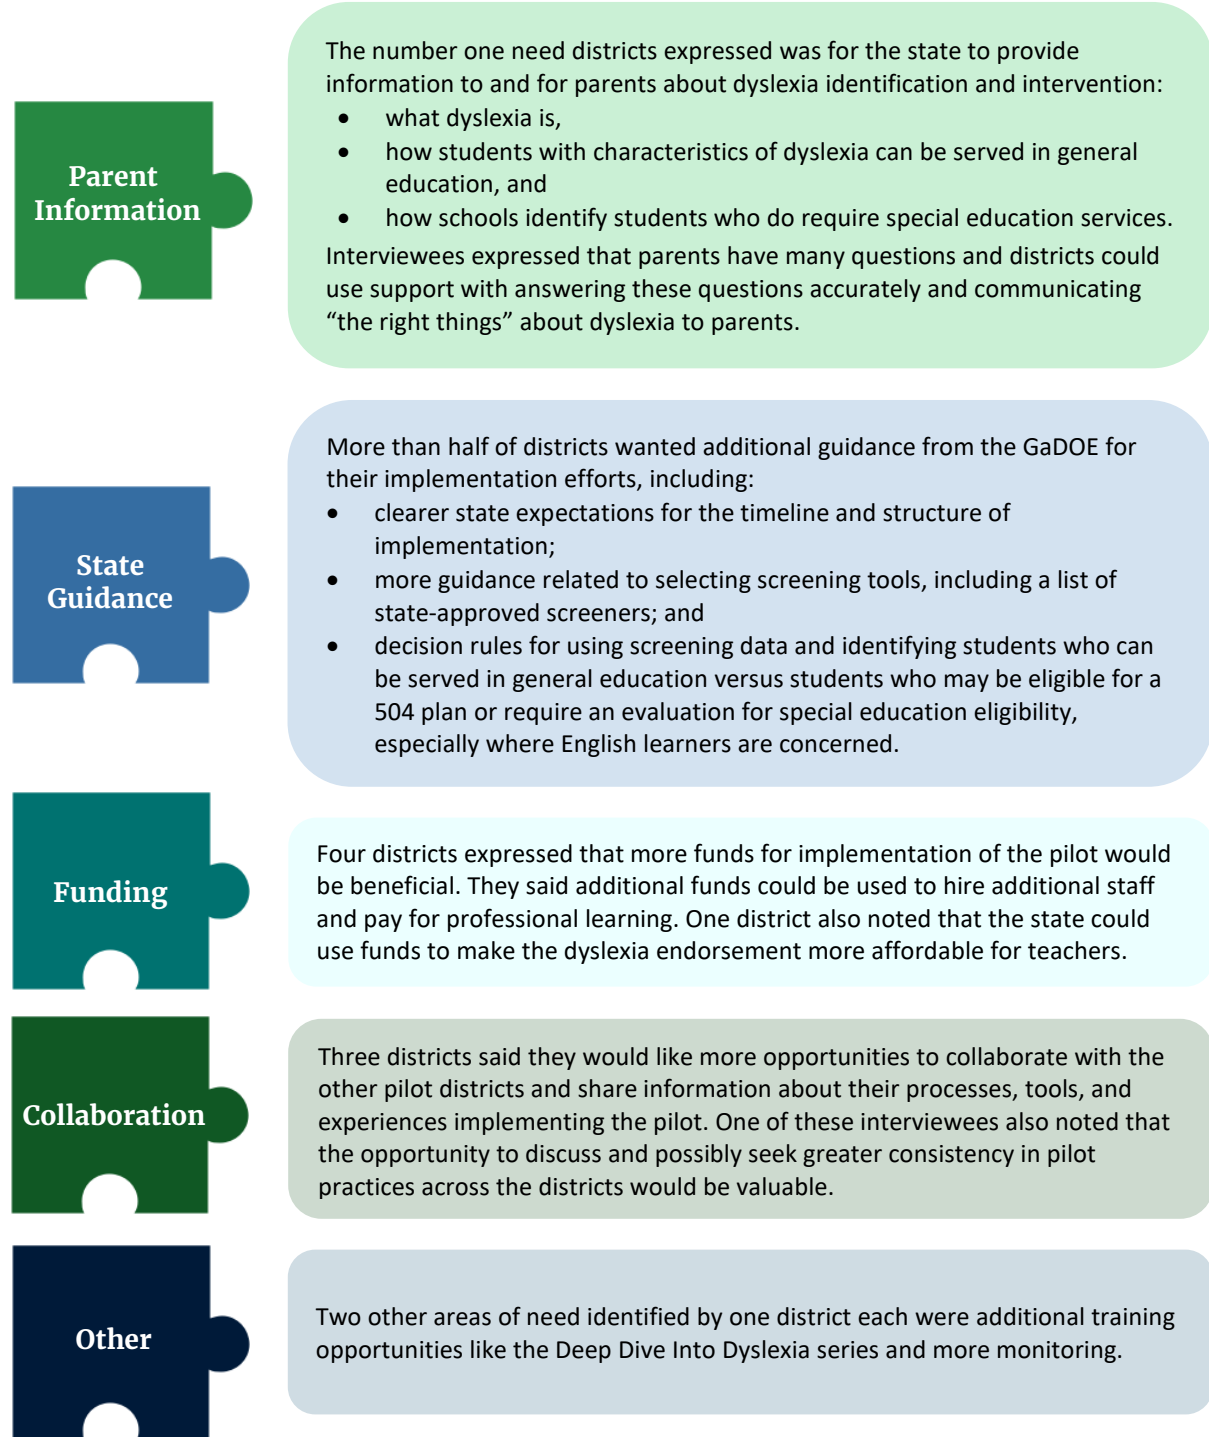 Parent
Information
The number one need districts expressed was for the state to provide
information to and for parents about dyslexia identification and intervention:
• what dyslexia is,
• how students with characteristics of dyslexia can be served in general
education, and
• how schools identify students who do require special education services.
Interviewees expressed that parents have many questions and districts could
use support with answering these questions accurately and communicating
“the right things” about dyslexia to parents.
State
Guidance
More than half of districts wanted additional guidance from the GaDOE for
their implementation efforts, including:
• clearer state expectations for the timeline and structure of
implementation;
• more guidance related to selecting screening tools, including a list of
state-approved screeners; and
• decision rules for using screening data and identifying students who can
be served in general education versus students who may be eligible for a
504 plan or require an evaluation for special education eligibility,
especially where English learners are concerned.
Funding
Four districts expressed that more funds for implementation of the pilot would
be beneficial. They said additional funds could be used to hire additional staff
and pay for professional learning. One district also noted that the state could
use funds to make the dyslexia endorsement more affordable for teachers.
Collaboration
Three districts said they would like more opportunities to collaborate with the
other pilot districts and share information about their processes, tools, and
experiences implementing the pilot. One of these interviewees also noted that
the opportunity to discuss and possibly seek greater consistency in pilot
practices across the districts would be valuable.
Other
Two other areas of need identified by one district each were additional training
opportunities like the Deep Dive Into Dyslexia series and more monitoring.